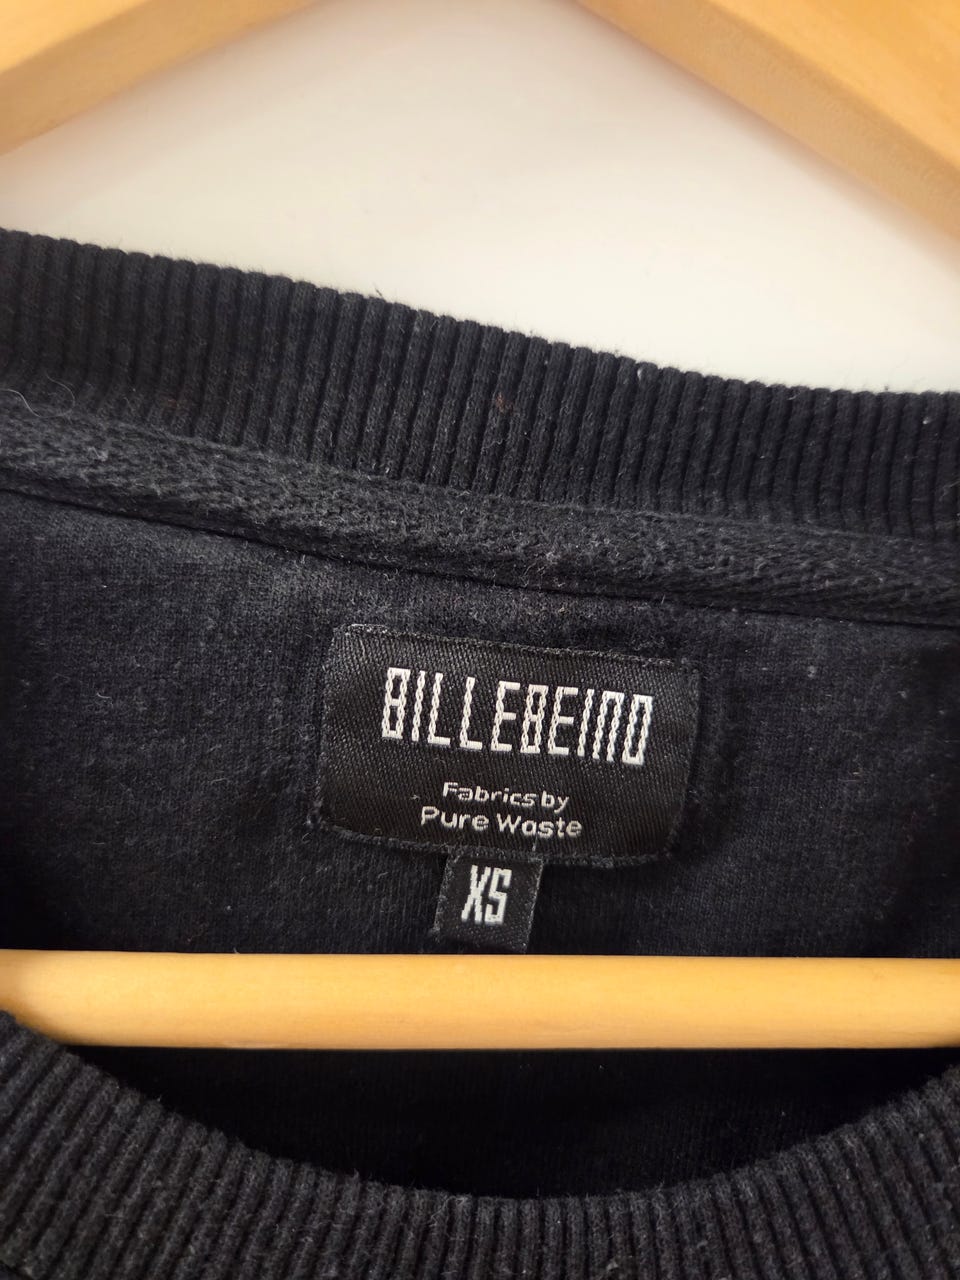 BILLEBEINO
Fabrics by
Pure Waste
XS